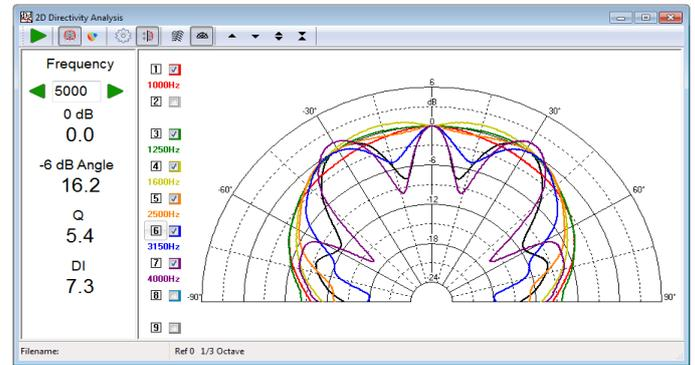 2D Directivity Analysis
Frequency
5000
0 dB
0.0
-6 dB Angle
16.2
Q
5.4
DI
7.3
1
1000Hz
2
3
1250Hz
4
1600Hz
5
2500Hz
6
3150Hz
7
4000Hz
8
9
6
dB
0
-6
-12
-18
-24
-30°
30°
-60°
60°
-90°
90°
Filename:
Ref 0 1/3 Octave